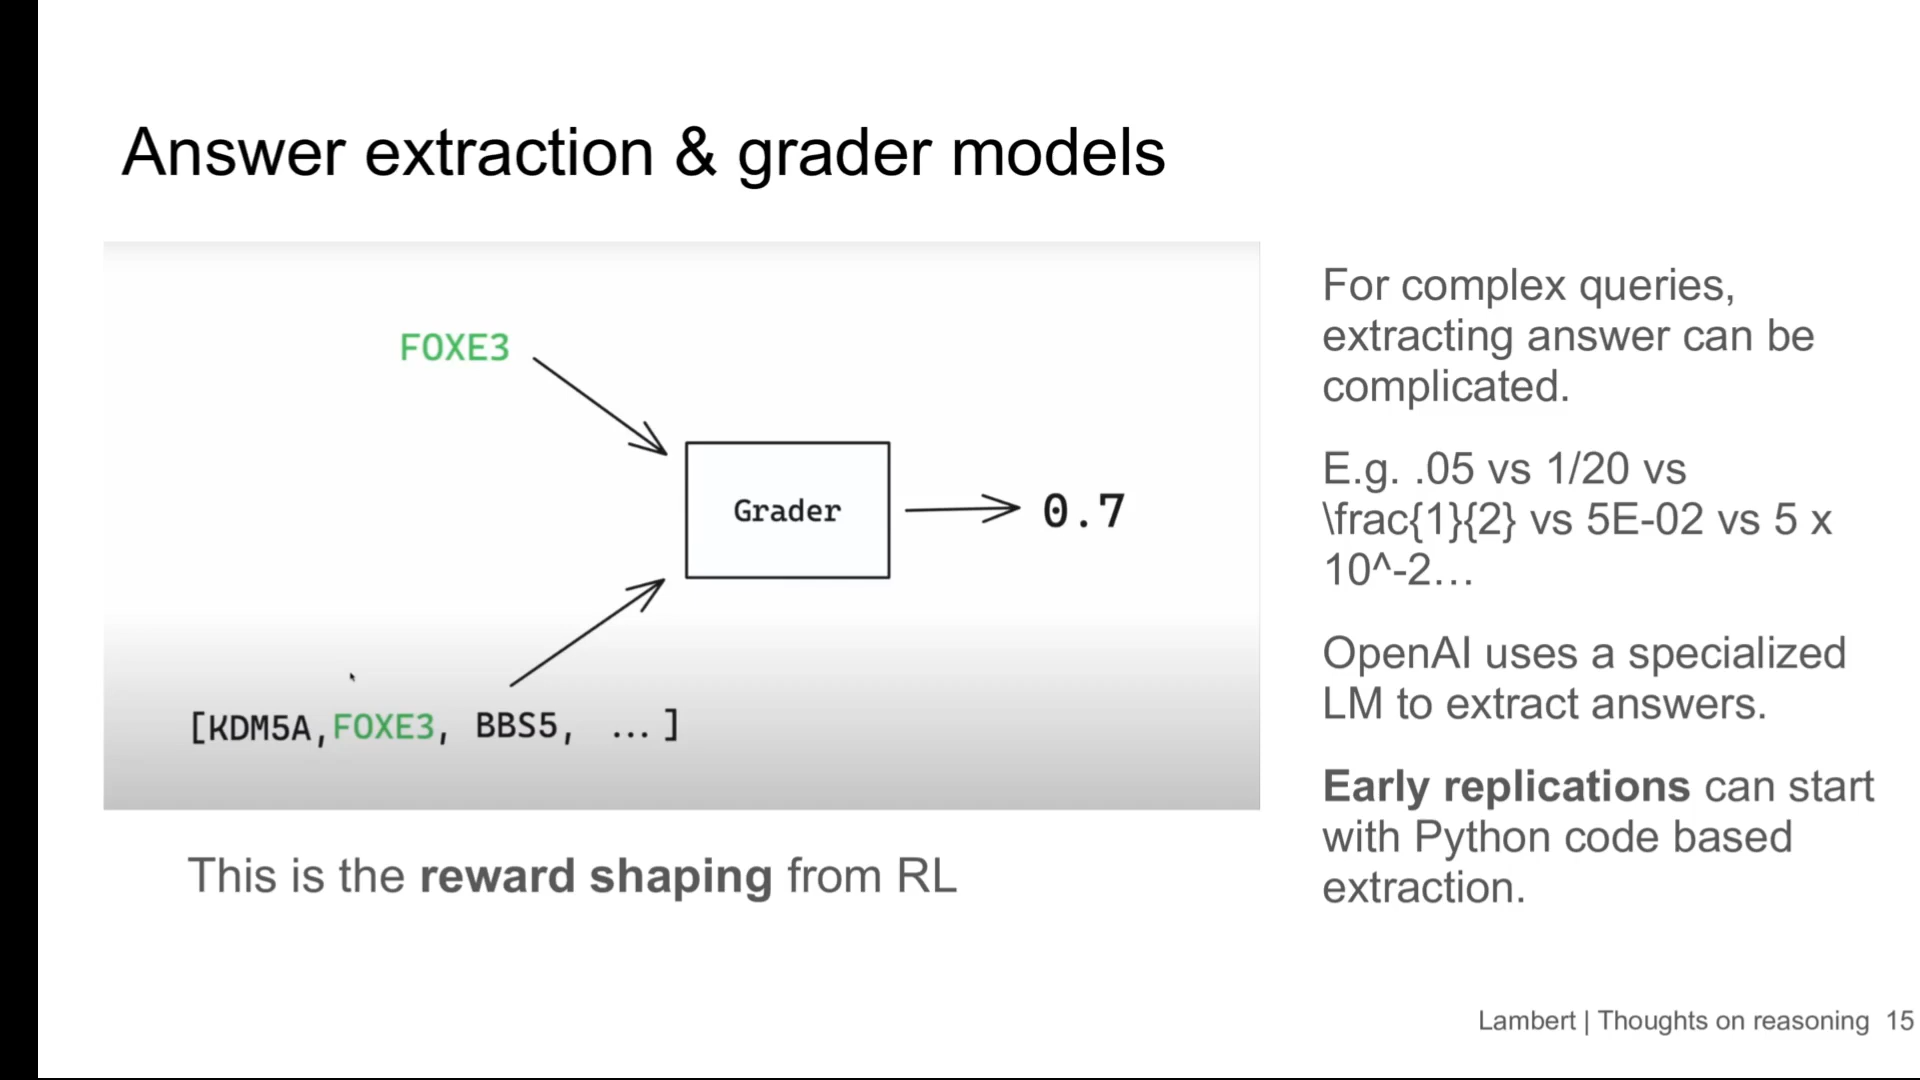 Answer extraction & grader models
FOXE3
Grader
0.7
[KDM5A, FOXE3, BBS5, ... ]
This is the reward shaping from RL
For complex queries,
extracting answer can be
complicated.
E.g. .05 vs 1/20 vs
\frac{1}{2} vs 5E-02 vs 5 x
10^-2…
OpenAI uses a specialized
LM to extract answers.
Early replications can start
with Python code based
extraction.
Lambert | Thoughts on reasoning 15